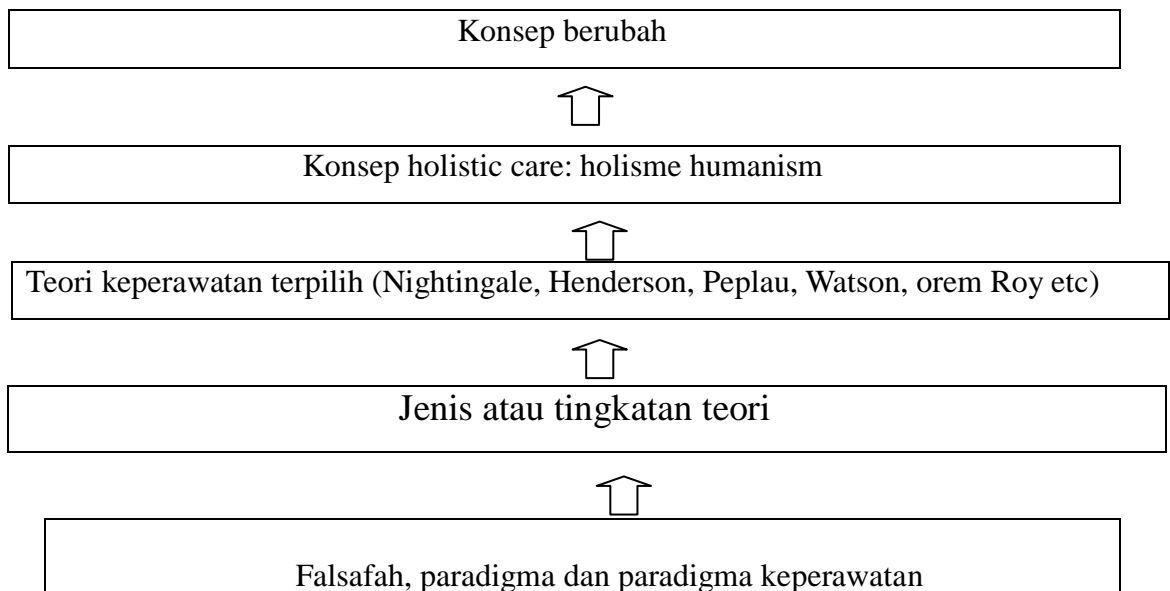 Konsep berubah
Konsep holistic care: holisme humanism
Teori keperawatan terpilih (Nightingale, Henderson, Peplau, Watson, orem Roy etc)
Jenis atau tingkatan teori
Falsafah, paradigma dan paradigma keperawatan